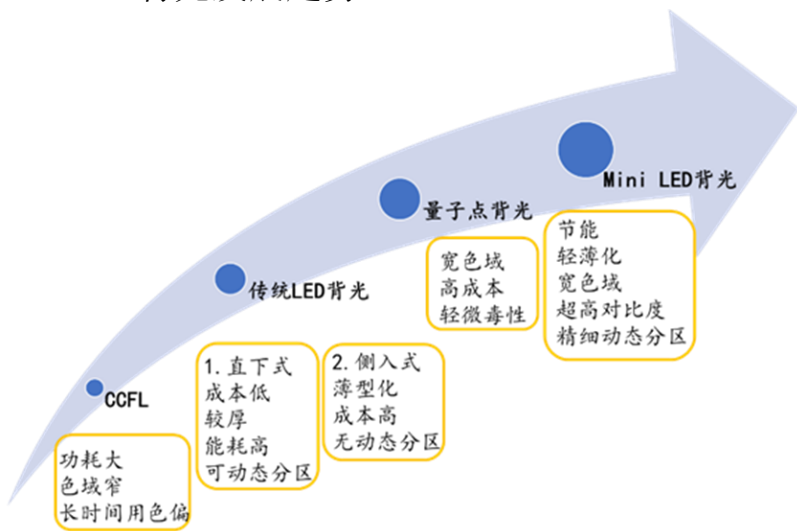 Mini LED背光
量子点背光
节能
轻薄化
宽色域
超高对比度
精细动态分区
宽色域
高成本
轻微毒性
传统LED背光
1.直下式
成本低
较厚
能耗高
可动态分区
2.侧入式
薄型化
成本高
无动态分区
CCFL
功耗大
色域窄
长时间用色偏